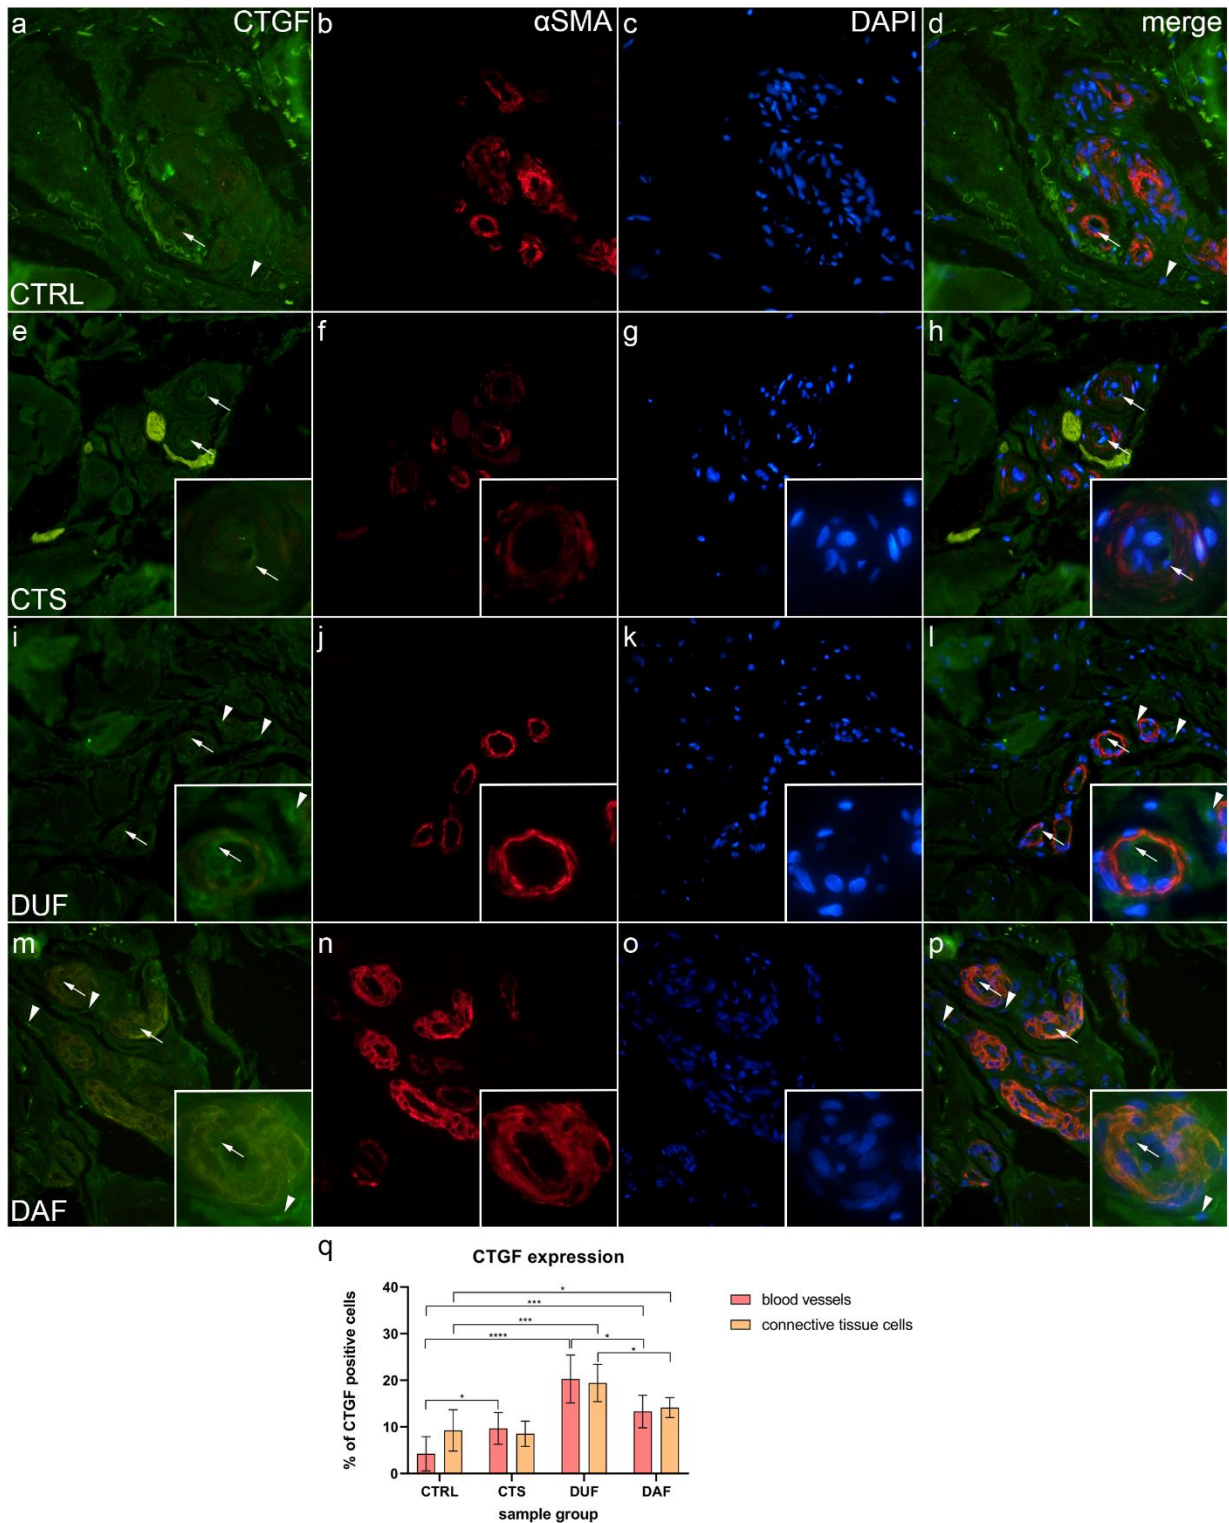 a CTGF b αSMA c DAPI d merge
CTRL
e f g h
CTS
i j k l
DUF
m n o p
DAF
q
CTGF expression
% of CTGF positive cells
40
30
20
10
0
*
***
***
**** *
*
*
CTRL CTS DUF DAF
sample group
blood vessels
connective tissue cells